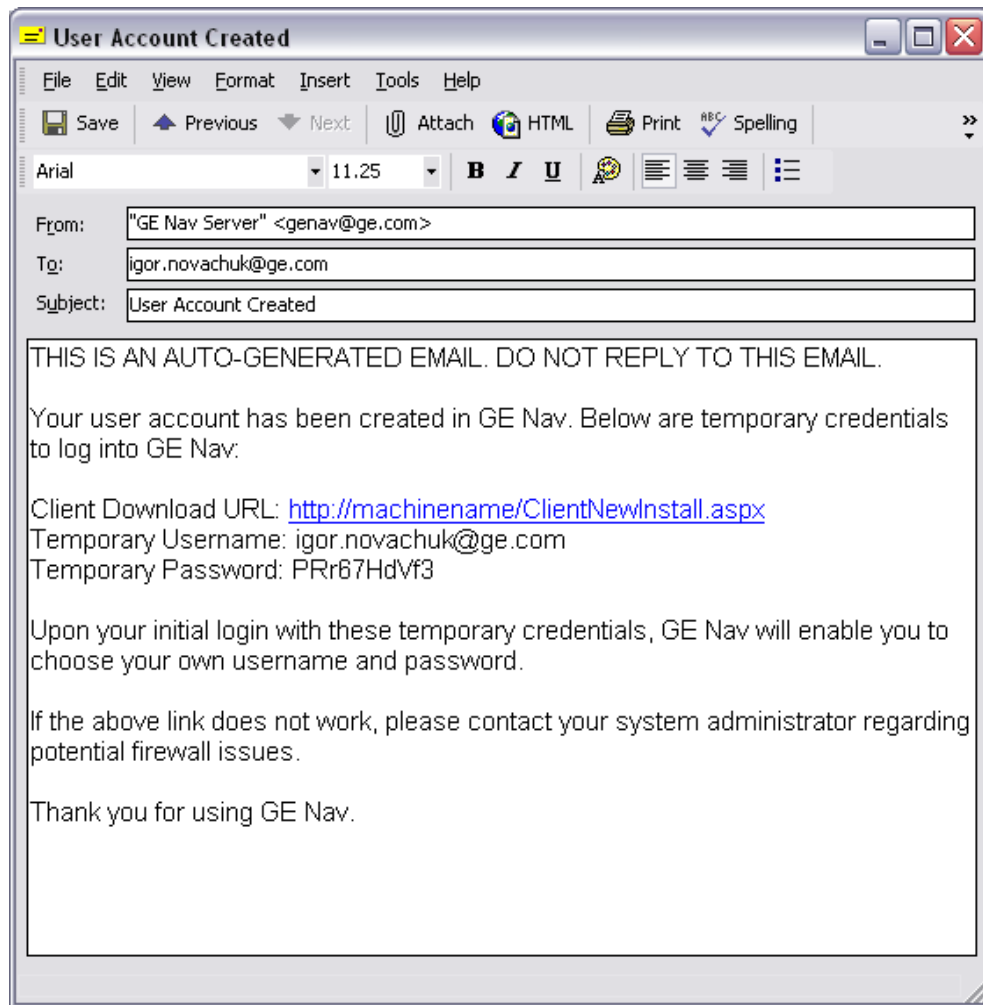 User Account Created
File Edit View Format Insert Tools Help
Save Previous Next Attach HTML Print ABC Spelling
Arial 11.25 B I U A
From: "GE Nav Server" <genav@ge.com>
To: igor.novachuk@ge.com
Subject: User Account Created
THIS IS AN AUTO-GENERATED EMAIL. DO NOT REPLY TO THIS EMAIL.
Your user account has been created in GE Nav. Below are temporary credentials
to log into GE Nav:
Client Download URL: http://machinename/ClientNewInstall.aspx
Temporary Username: igor.novachuk@ge.com
Temporary Password: PRr67HdVf3
Upon your initial login with these temporary credentials, GE Nav will enable you to
choose your own username and password.
If the above link does not work, please contact your system administrator regarding
potential firewall issues.
Thank you for using GE Nav.